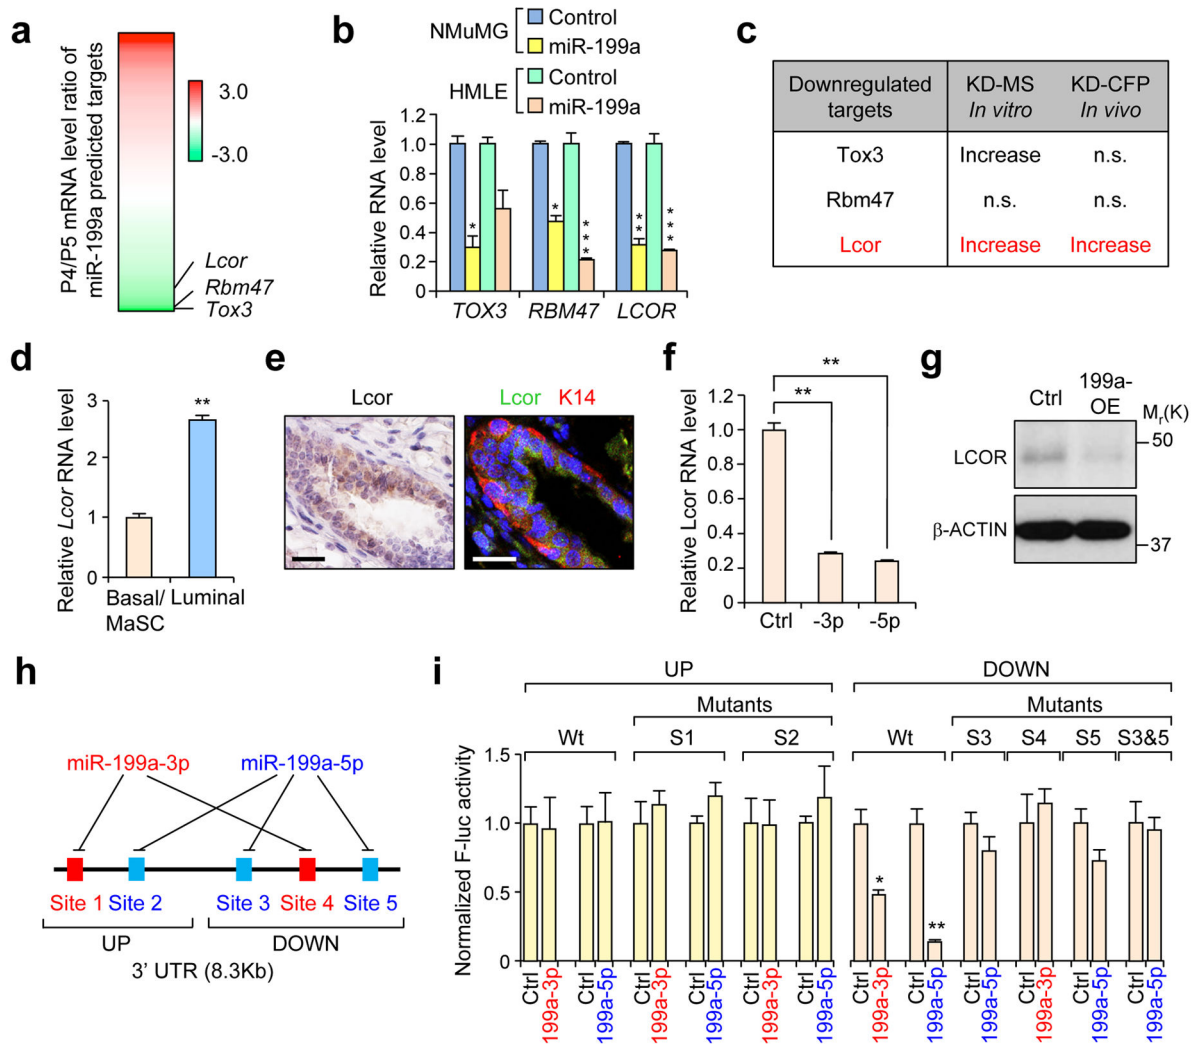 a
P4/P5 mRNA level ratio of
miR-199a predicted targets
3.0
-3.0
Lcor
Rbm47
Tox3
b
NMuMG
Control
miR-199a
HMLE
Control
miR-199a
Relative RNA level
1.2
1.0
0.8
0.6
0.4
0.2
0
*
*
***
**
***
TOX3 RBM47 LCOR
c
Downregulated targets
KD-MS In vitro
KD-CFP In vivo
Tox3 Increase n.s.
Rbm47 n.s. n.s.
Lcor Increase Increase
d
Relative Lcor RNA level
3
2
1
0
**
Basal/ Luminal
MaSC
e
Lcor
Lcor K14
f
Relative Lcor RNA level
1.2
1.0
0.8
0.6
0.4
0.2
0
**
**
Ctrl -3p -5p
g
Ctrl 199a-OE
Mr(K)
LCOR
50
β-ACTIN
37
h
miR-199a-3p miR-199a-5p
Site 1 Site 2 Site 3 Site 4 Site 5
UP DOWN
3' UTR (8.3Kb)
i
UP DOWN
Mutants Mutants
Wt S1 S2 Wt S3 S4 S5 S3&5
Normalized F-luc activity
1.5
1.0
0.5
0
*
**
Ctrl
199a-3p
Ctrl
199a-5p
Ctrl
199a-3p
Ctrl
199a-5p
Ctrl
199a-3p
Ctrl
199a-5p
Ctrl
199a-3p
Ctrl
199a-5p
Ctrl
199a-5p
Ctrl
199a-3p
Ctrl
199a-5p
Ctrl
199a-5p